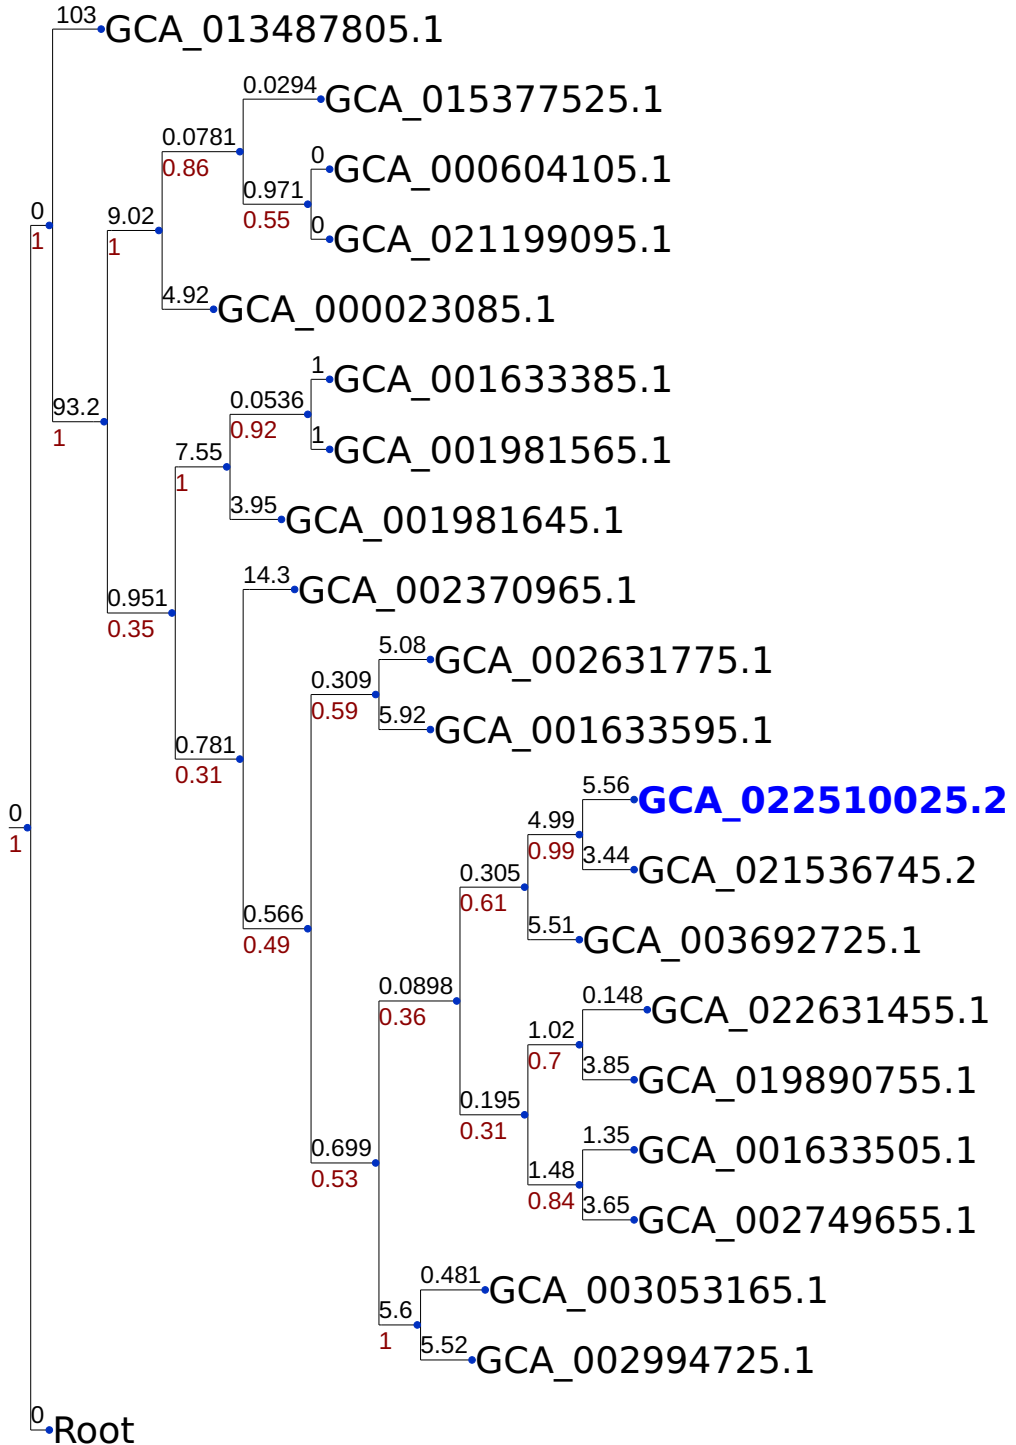 103
GCA_013487805.1
0.0294
GCA_015377525.1
0.0781
0.86
0
GCA_000604105.1
0.971
0.55
0
GCA_021199095.1
0
1
9.02
1
4.92
GCA_000023085.1
1
GCA_001633385.1
0.0536
0.92
93.2
1
1
GCA_001981565.1
7.55
1
3.95
GCA_001981645.1
14.3
GCA_002370965.1
0.951
0.35
5.08
GCA_002631775.1
0.309
0.59
5.92
GCA_001633595.1
0.781
0.31
5.56
GCA_022510025.2
0
1
4.99
0.99
3.44
GCA_021536745.2
0.305
0.61
0.566
0.49
5.51
GCA_003692725.1
0.0898
0.36
0.148
GCA_022631455.1
1.02
0.7
3.85
GCA_019890755.1
0.195
0.31
1.35
GCA_001633505.1
0.699
0.53
1.48
0.84
3.65
GCA_002749655.1
0.481
GCA_003053165.1
5.6
1
5.52
GCA_002994725.1
0
Root